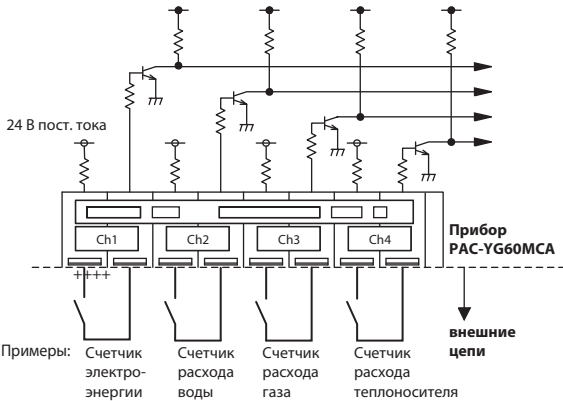 24 В пост. тока
Ch1 Ch2 Ch3 Ch4
Прибор
PAC-YG60MCA
++++
внешние
цепи
Примеры:
Счетчик
электро-
энергии
Счетчик
расхода
воды
Счетчик
расхода
газа
Счетчик
расхода
теплоносителя